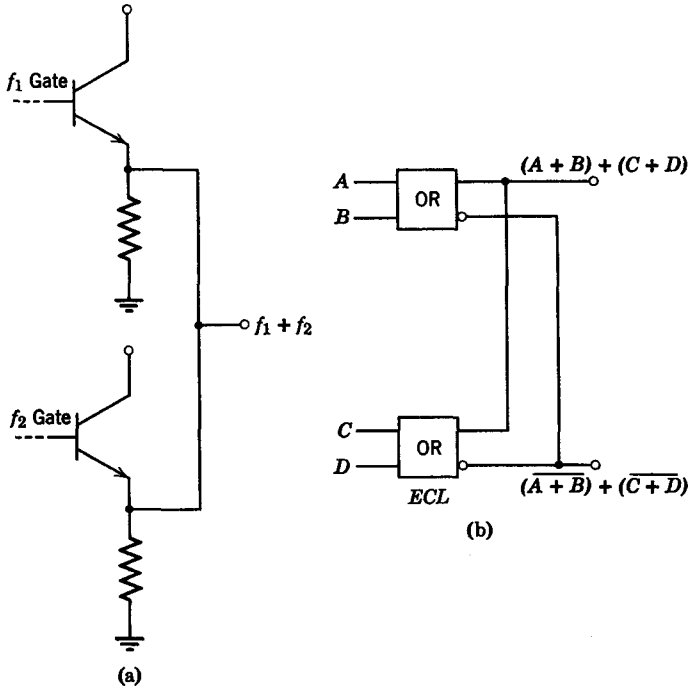 f₁ Gate
f₁ + f₂
f₂ Gate
(a)
A
B
OR
(A + B) + (C + D)
C
D
OR
ECL
(A̅ ̅+̅ ̅B̅) + (C̅ ̅+̅ ̅D̅)
(b)